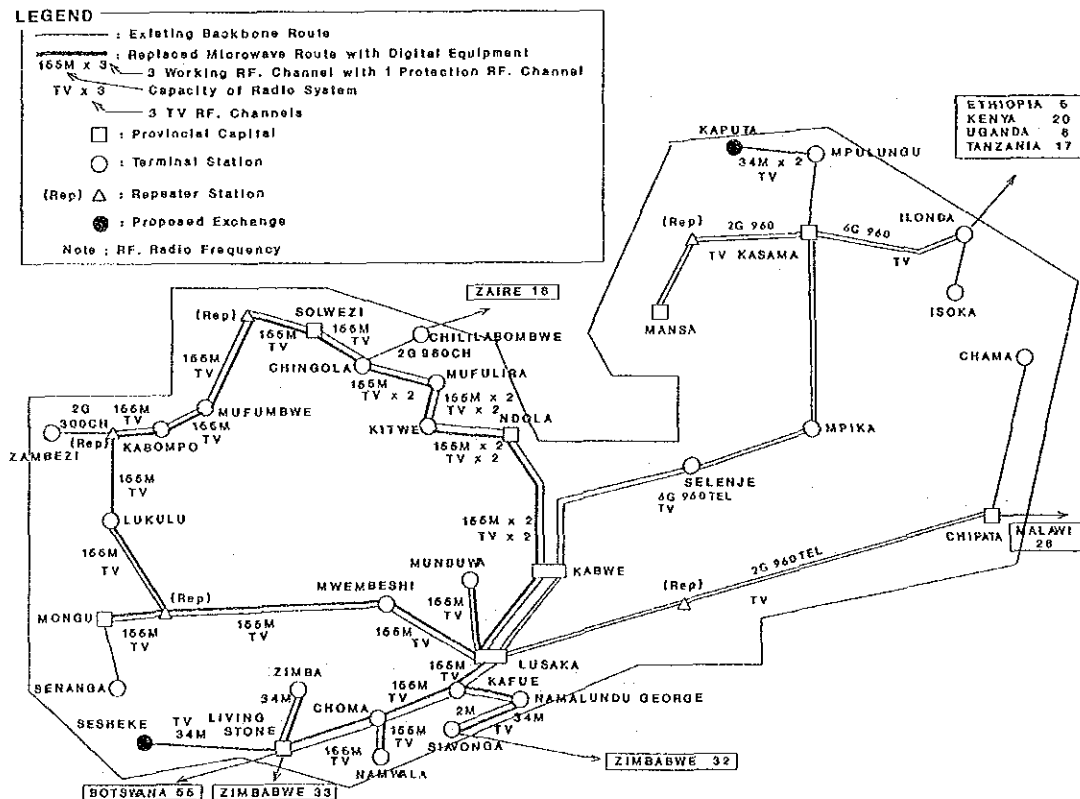 LEGEND
: Existing Backbone Route
: Replaced Microwave Route with Digital Equipment
155M x 3
3 Working RF. Channel with 1 Protection RF. Channel
Capacity of Radio System
TV x 3
3 TV RF. Channels
: Provincial Capital
: Terminal Station
(Rep) : Repeater Station
: Proposed Exchange
Note : RF. Radio Frequency
ETHIOPIA 5
KENYA 20
UGANDA 8
TANZANIA 17
KAPUTA
34M x 2
TV
MPULUNGU
(Rep)
2G 960
TV
KASAMA
6G 960
TV
ILONDA
ISOKA
MANSA
CHAMA
ZAIRE 18
(Rep)
SOLWEZI
155M
TV
155M
TV
CHILILABOMBWE
2G 960CH
CHINGOLA
155M
TV x 2
MUFULIRA
155M x 2
TV x 2
KITWE
NDOLA
155M x 2
TV x 2
155M
TV
MUFUMBWE
155M
TV
2G
300CH
155M
TV
ZAMBEZI
(Rep)
KABOMPO
MPIKA
SELENJE
6G 960TEL
TV
155M
TV
LUKULU
155M x 2
TV x 2
CHIPATA
MALAWI
26
2G 960TEL
TV
(Rep)
155M
TV
MUNDUWA
KABWE
MWEMBESHI
155M
TV
(Rep)
MONGU
155M
TV
155M
TV
155M
TV
LUSAKA
SENANGA
ZIMBA
34M
CHOMA
155M
TV
155M
TV
KAFUE
NAMALUNDU GEORGE
2M
34M
TV
SIAVONGA
SESHEKE
TV
34M
LIVING
STONE
155M
TV
155M
TV
NAMWALA
ZIMBABWE 32
BOTSWANA 55
ZIMBABWE 33